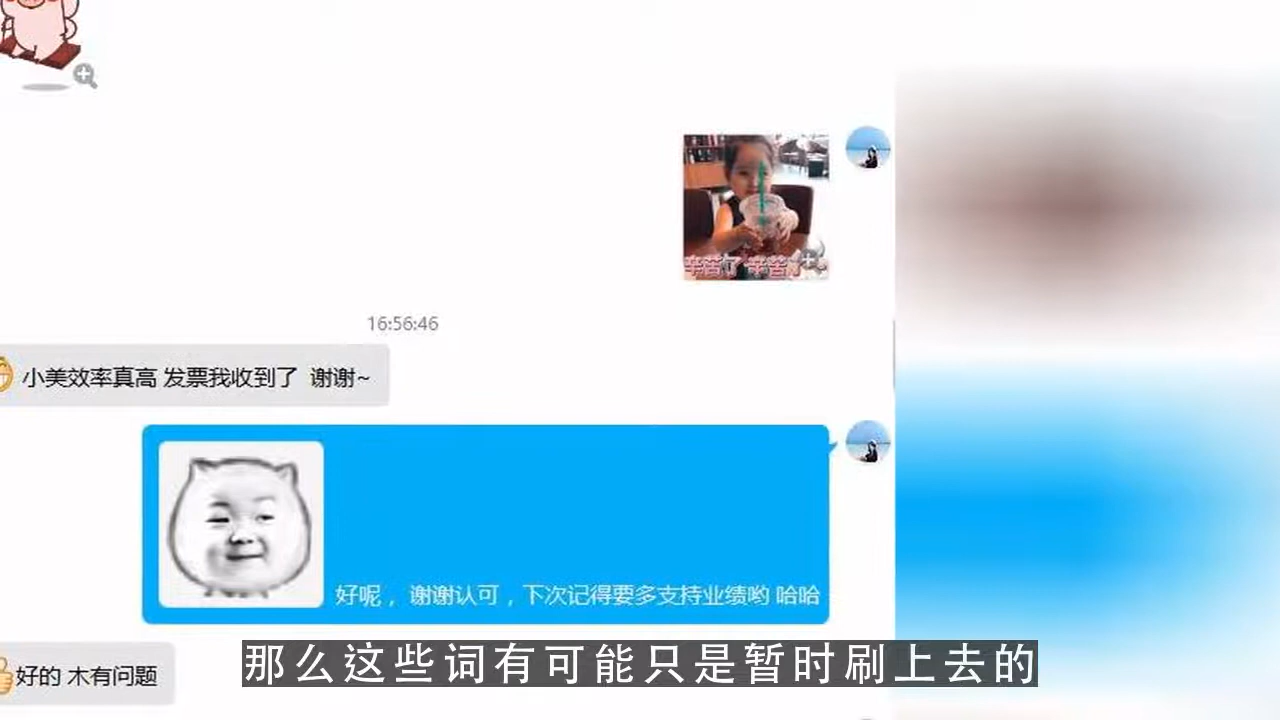 辛苦了 辛苦了
16:56:46
小美效率真高 发票我收到了 谢谢~
好呢，谢谢认可，下次记得要多支持业绩哟 哈哈
好的 木有问题
那么这些词有可能只是暂时刷上去的